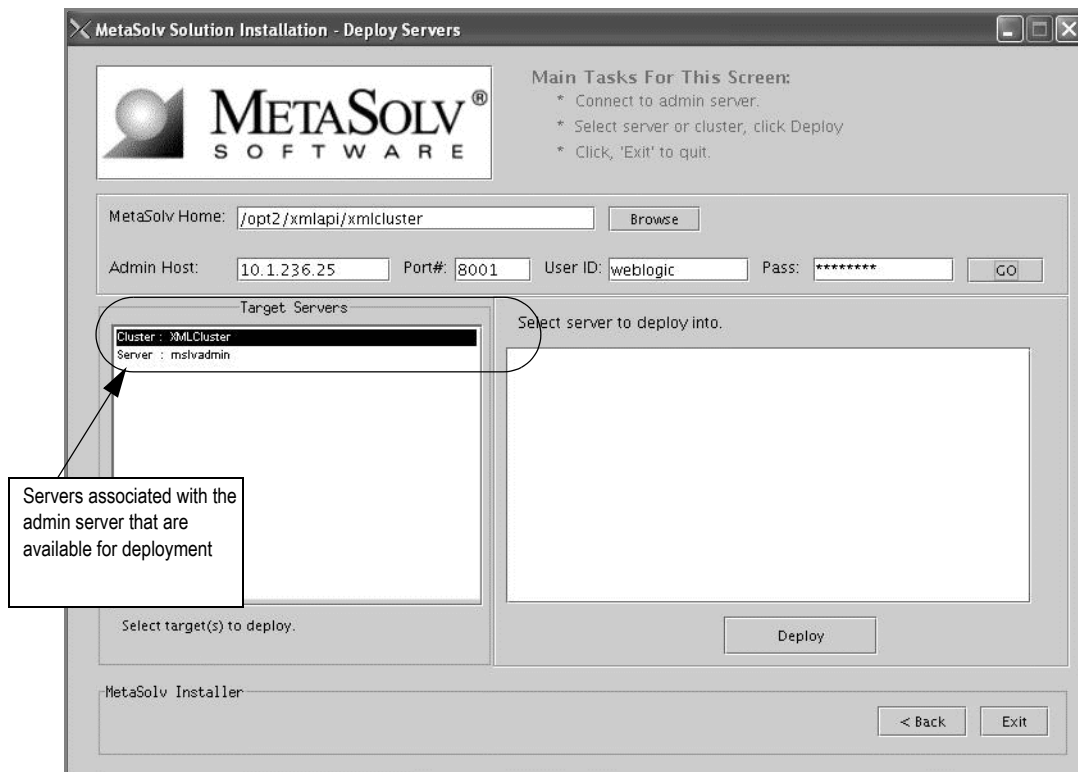 MetaSolv Solution Installation - Deploy Servers
METASOLV®
SOFTWARE
Main Tasks For This Screen:
* Connect to admin server.
* Select server or cluster, click Deploy
* Click, 'Exit' to quit.
MetaSolv Home: /opt2/xmlapi/xmlcluster Browse
Admin Host: 10.1.236.25 Port#: 8001 User ID: weblogic Pass: ******** GO
Target Servers
Cluster : XMLCluster
Server : mslvadmin
Select server to deploy into.
Servers associated with the
admin server that are
available for deployment
Select target(s) to deploy.
Deploy
MetaSolv Installer
< Back Exit